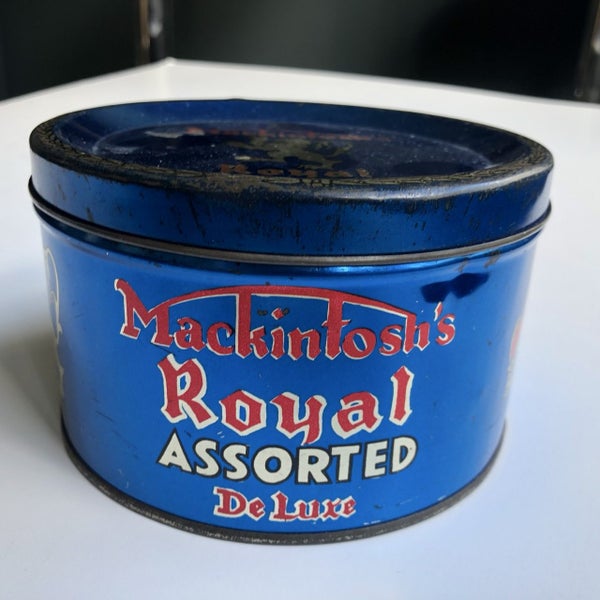 Royal
Mackintosh's
Royal
ASSORTED
De Luxe